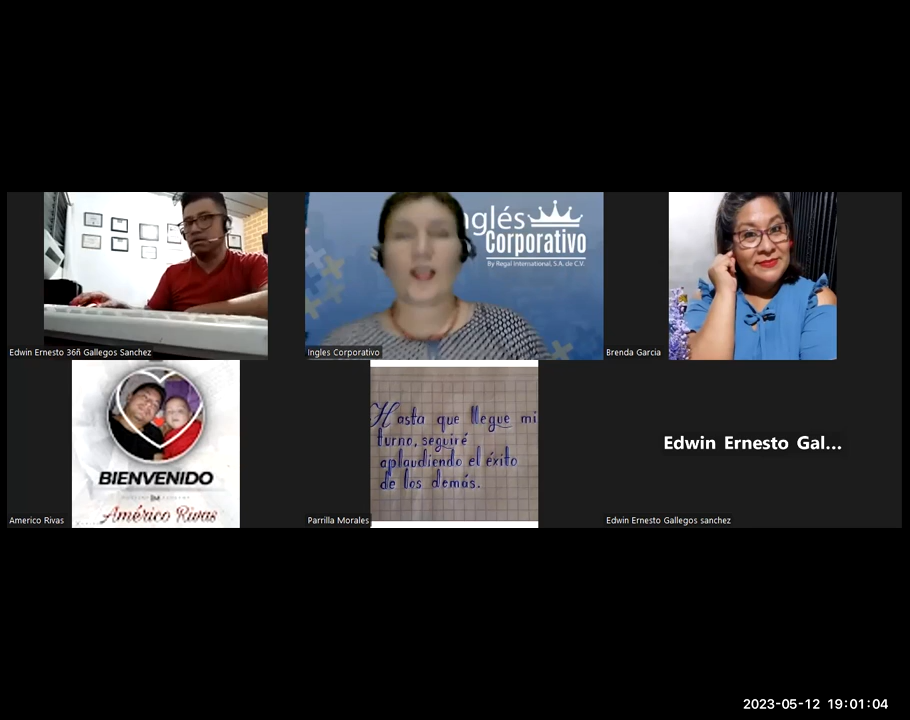 nglés
Corporativo
By Regal International, S.A. de C.V.
Edwin Ernesto 36ñ Gallegos Sanchez
Ingles Corporativo
Brenda Garcia
BIENVENIDO
Américo Rivas
Americo Rivas
Hasta que llegue mi
turno, seguiré
aplaudiendo el éxito
de los demás.
Parrilla Morales
Edwin Ernesto Gal...
Edwin Ernesto Gallegos sanchez
2023-05-12 19:01:04